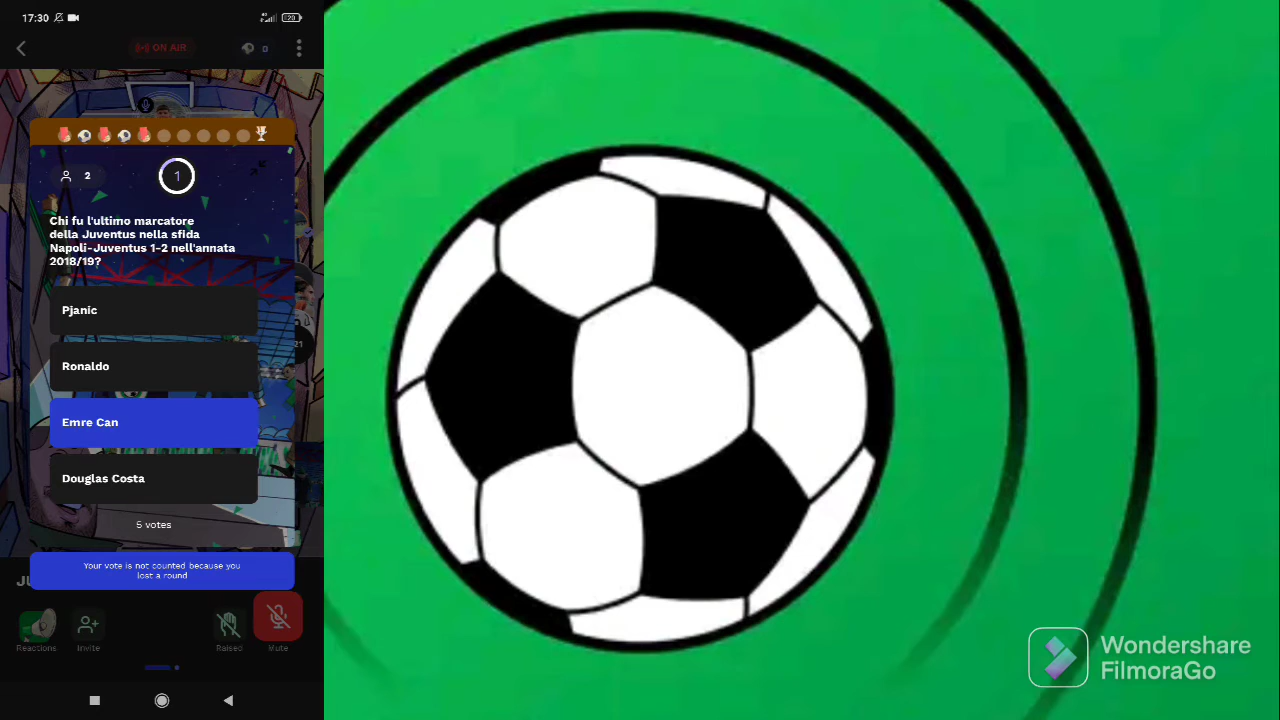 17:30
29
ON AIR
0
2
1
Chi fu l'ultimo marcatore
della Juventus nella sfida
Napoli-Juventus 1-2 nell'annata
2018/19?
Pjanic
Ronaldo
21
Emre Can
Douglas Costa
5 votes
Your vote is not counted because you
lost a round
Reactions
Invite
Raised
Mute
Wondershare
FilmoraGo